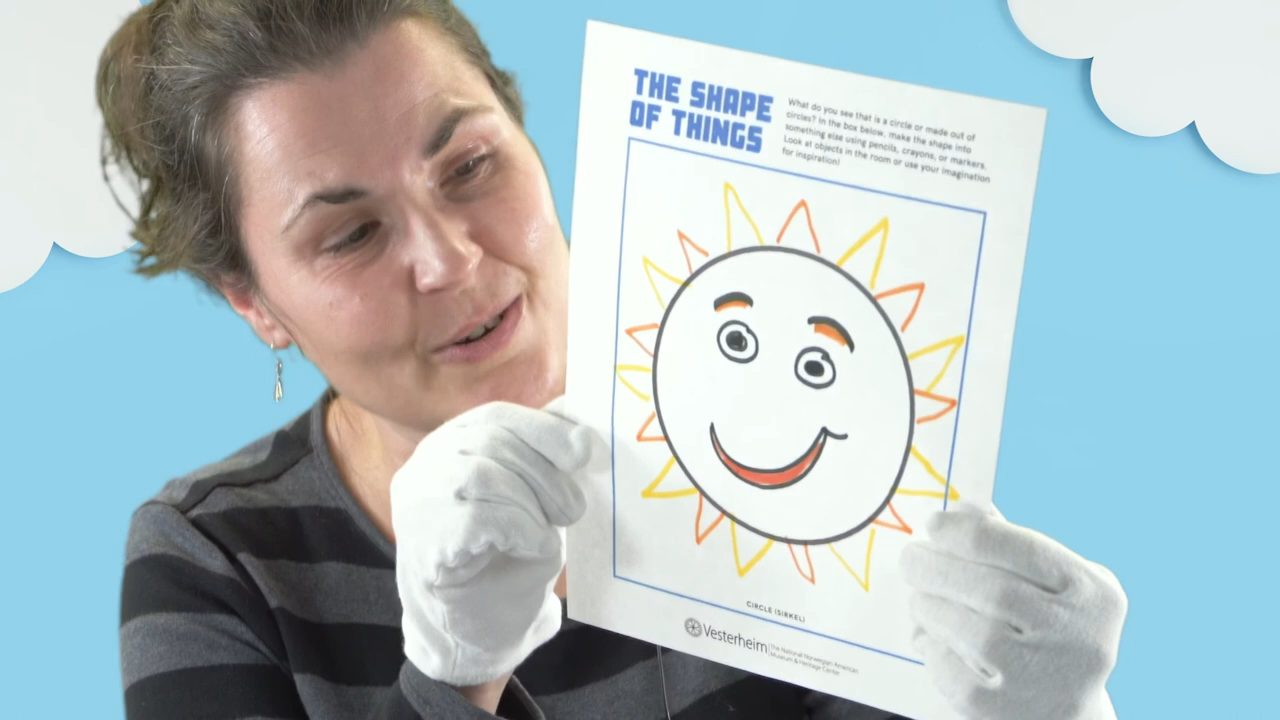 THE SHAPE
OF THINGS
What do you see that is a circle or made out of
circles? In the box below, make the shape into
something else using pencils, crayons, or markers.
Look at objects in the room or use your imagination
for inspiration!
CIRCLE (SIRKEL)
Vesterheim
The National Norwegian-American
Museum & Heritage Center